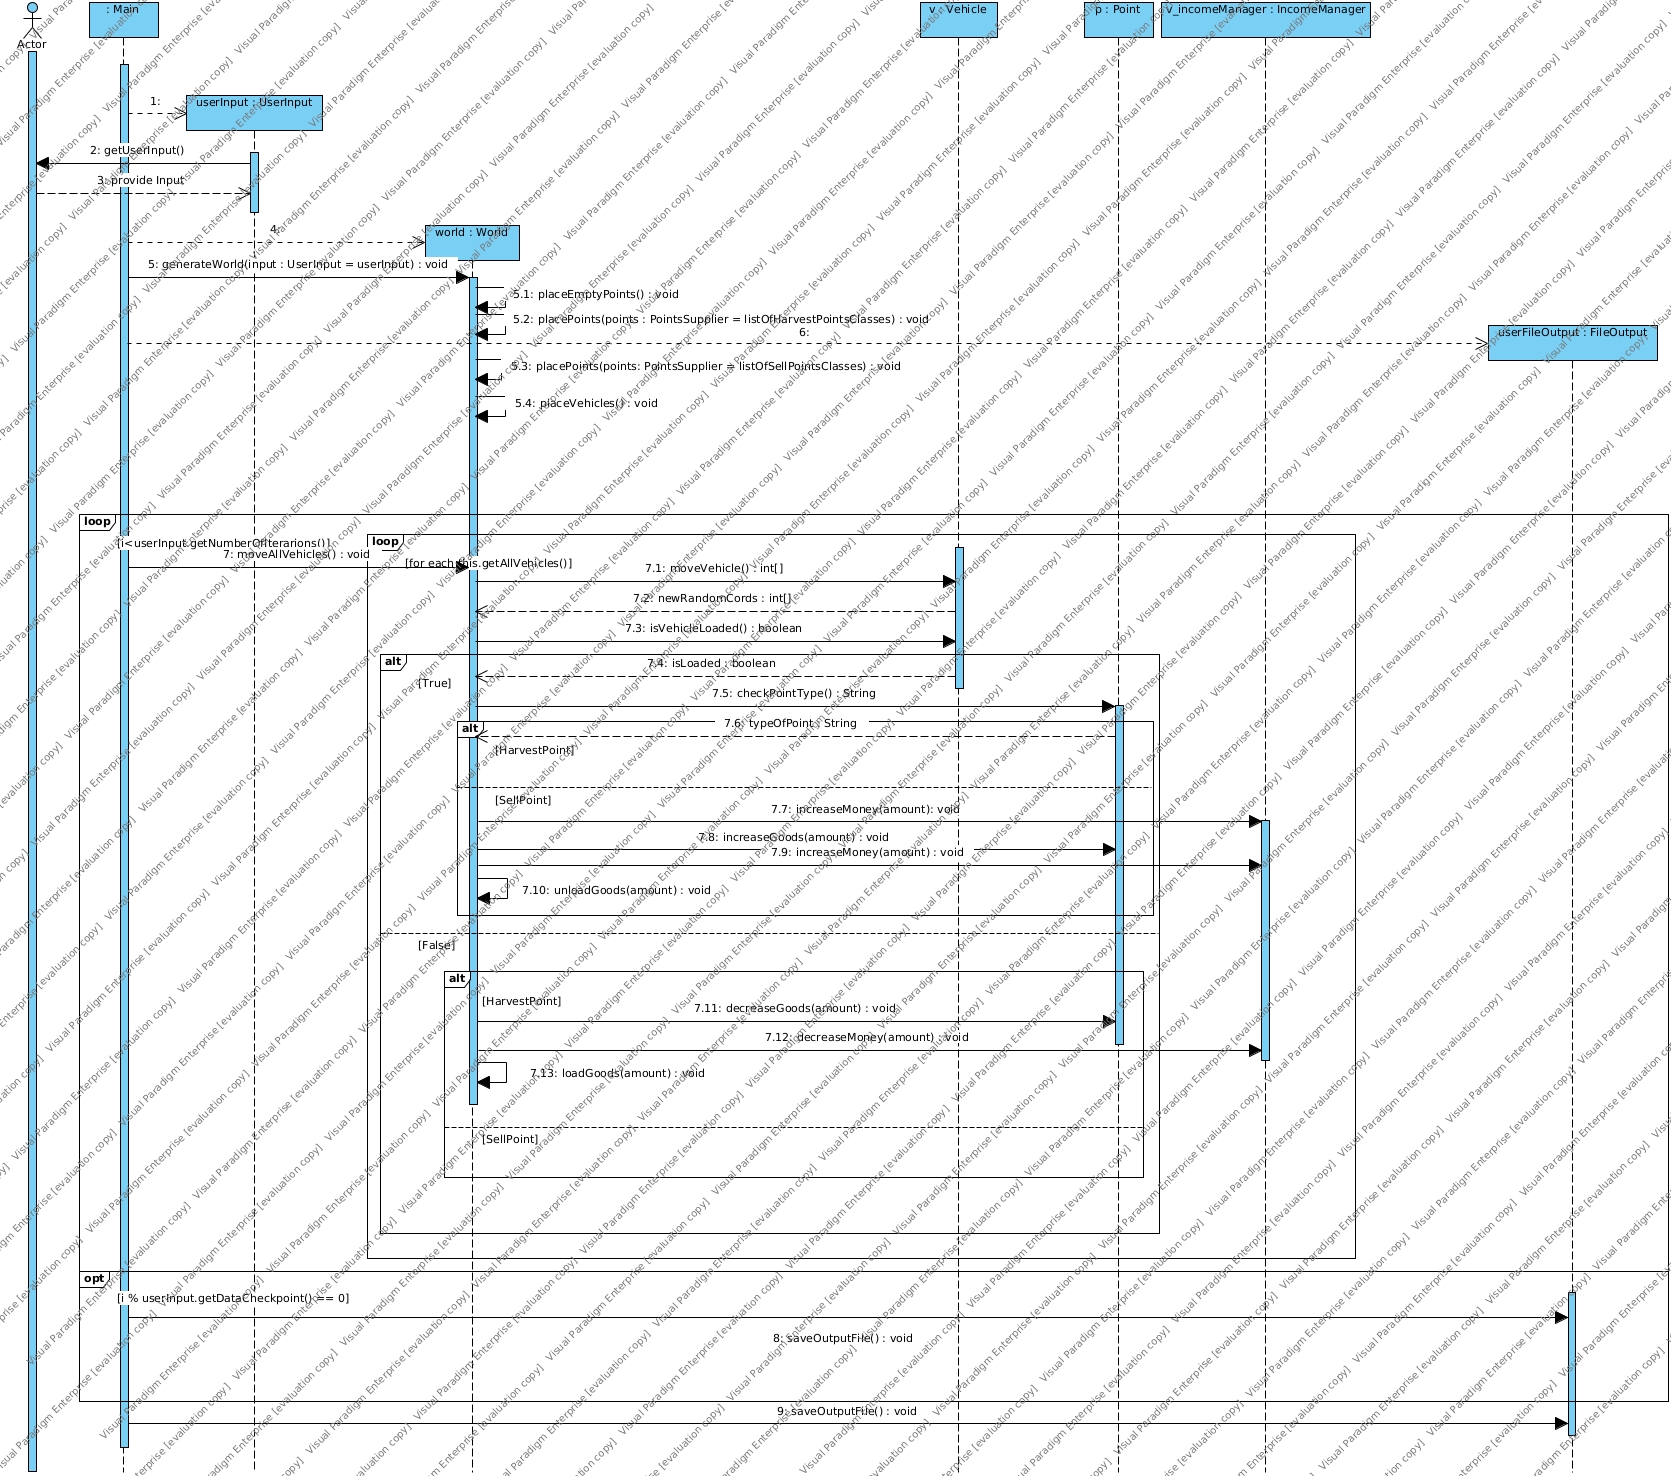 Actor
: Main
v : Vehicle
p : Point
v_incomeManager : IncomeManager
1:
userInput : UserInput
2: getUserInput()
3: provide Input
4:
world : World
5: generateWorld(input : UserInput = userInput) : void
5.1: placeEmptyPoints() : void
5.2: placePoints(points : PointsSupplier = listOfHarvestPointsClasses) : void
6:
userFileOutput : FileOutput
5.3: placePoints(points: PointsSupplier = listOfSellPointsClasses) : void
5.4: placeVehicles() : void
loop
[i<userInput.getNumberOfIterarions()]
loop
7: moveAllVehicles() : void
[for each this.getAllVehicles()]
7.1: moveVehicle() : int[]
7.2: newRandomCords : int[]
7.3: isVehicleLoaded() : boolean
alt
7.4: isLoaded : boolean
[True]
7.5: checkPointType() : String
alt
7.6: typeOfPoint : String
[HarvestPoint]
[SellPoint]
7.7: increaseMoney(amount): void
7.8: increaseGoods(amount) : void
7.9: increaseMoney(amount) : void
7.10: unleadGoods(amount) : void
[False]
alt
[HarvestPoint]
7.11: decreaseGoods(amount) : void
7.12: decreaseMoney(amount) : void
7.13: loadGoods(amount) : void
[SellPoint]
opt
[i % userInput.getDataCheckpoint() == 0]
8: saveOutputFile() : void
9: saveOutputFile() : void
Visual Paradigm Enterprise [evaluation copy]